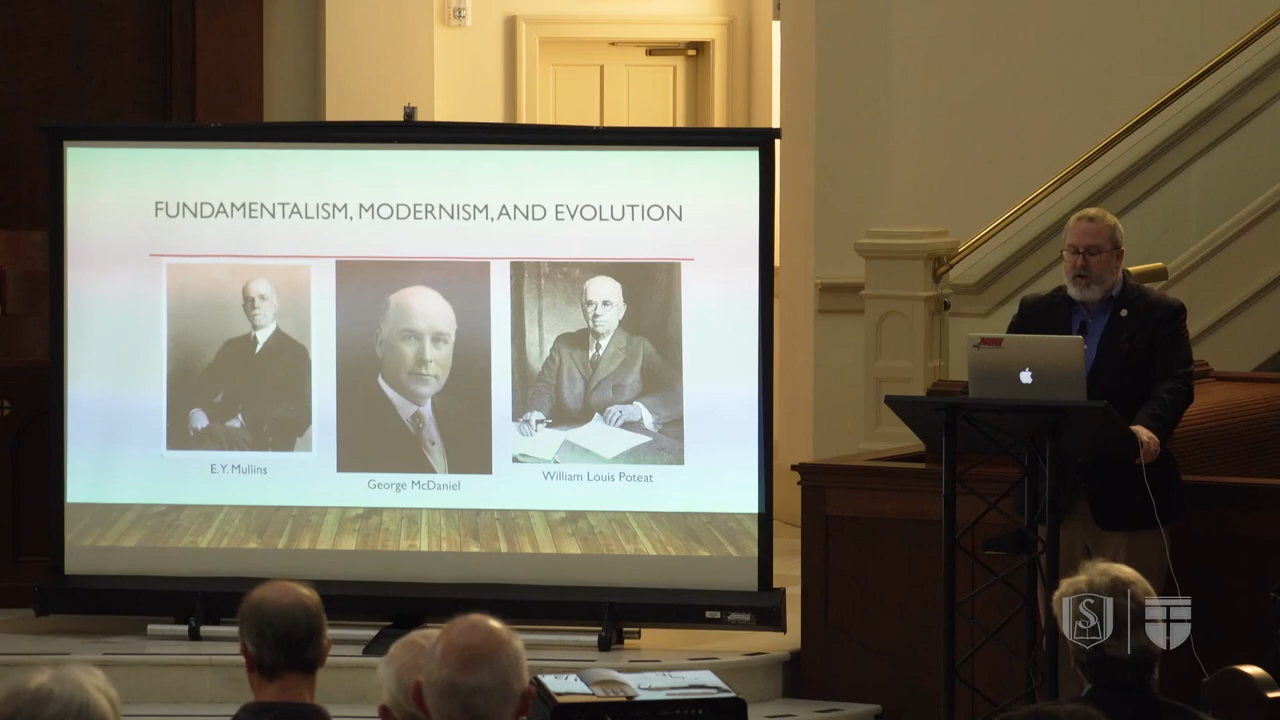 FUNDAMENTALISM, MODERNISM, AND EVOLUTION
E.Y. Mullins
George McDaniel
William Louis Poteat
S